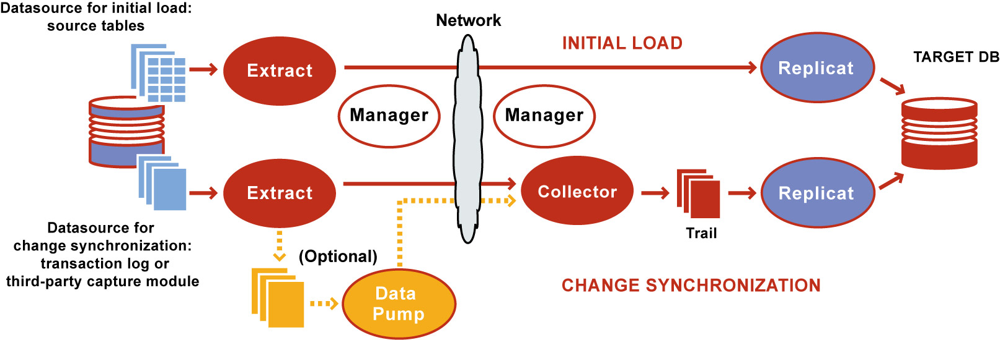 Datasource for initial load:
source tables
Network
INITIAL LOAD
TARGET DB
Extract
Replicat
Manager
Manager
Extract
Collector
Replicat
Trail
Datasource for
change synchronization:
transaction log or
third-party capture module
(Optional)
Data
Pump
CHANGE SYNCHRONIZATION